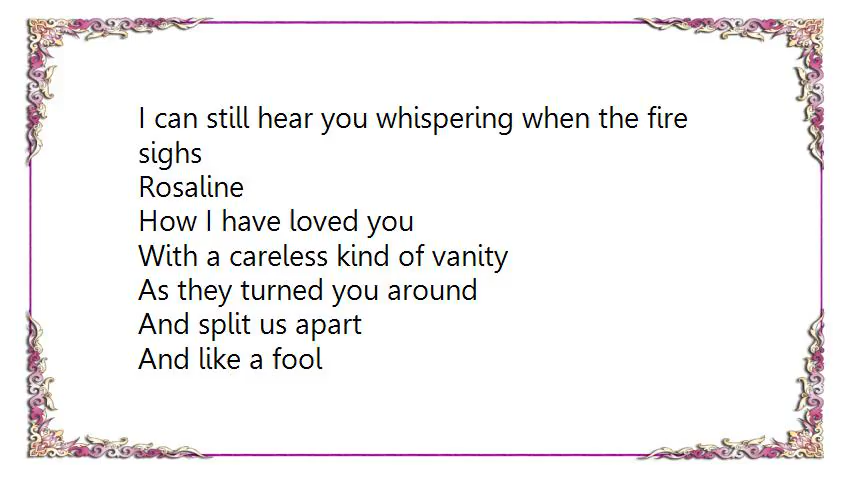 I can still hear you whispering when the fire
sighs
Rosaline
How I have loved you
With a careless kind of vanity
As they turned you around
And split us apart
And like a fool